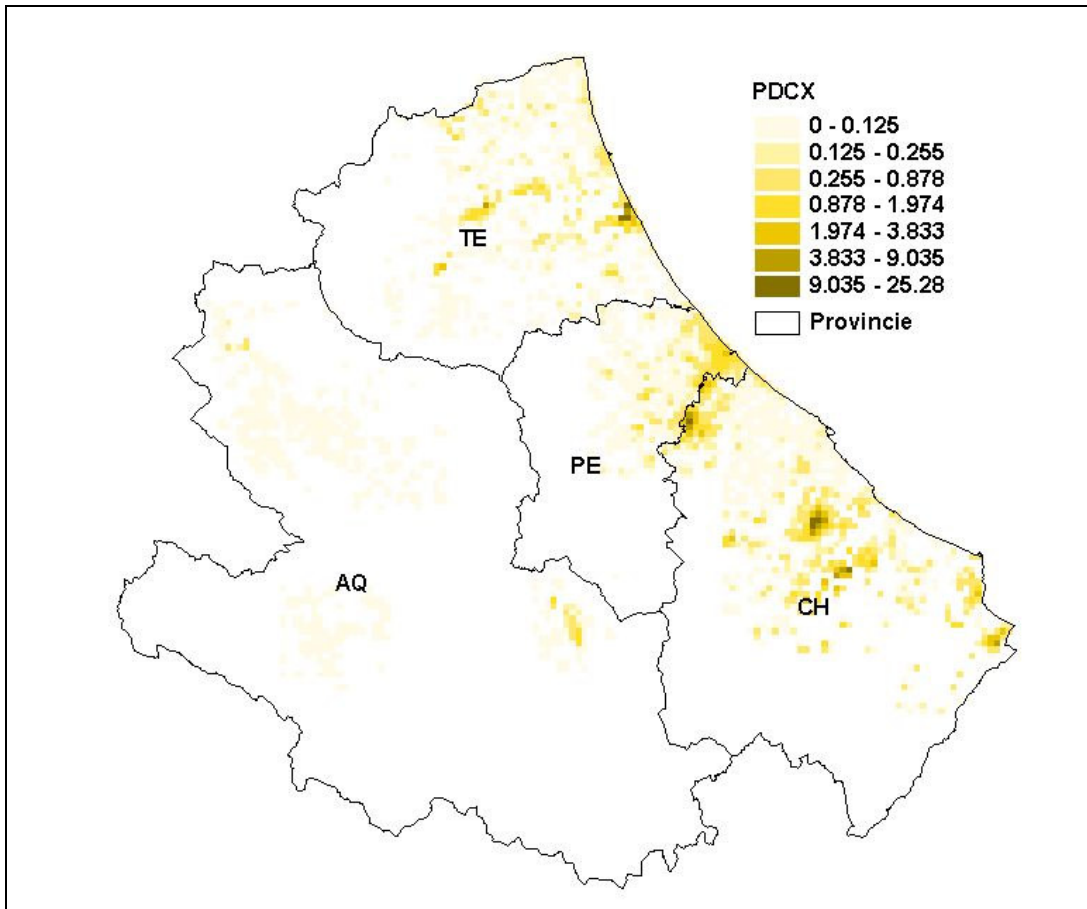 PDCX
0 - 0.125
0.125 - 0.255
0.255 - 0.878
0.878 - 1.974
1.974 - 3.833
3.833 - 9.035
9.035 - 25.28
Provincie
TE
PE
AQ
CH